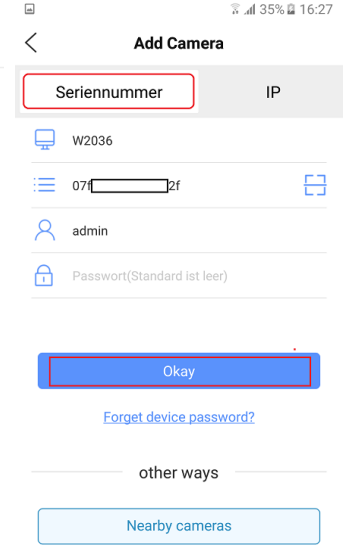 35% 16:27
Add Camera
Seriennummer IP
W2036
07f 2f
admin
Passwort(Standard ist leer)
Okay
Forget device password?
other ways
Nearby cameras